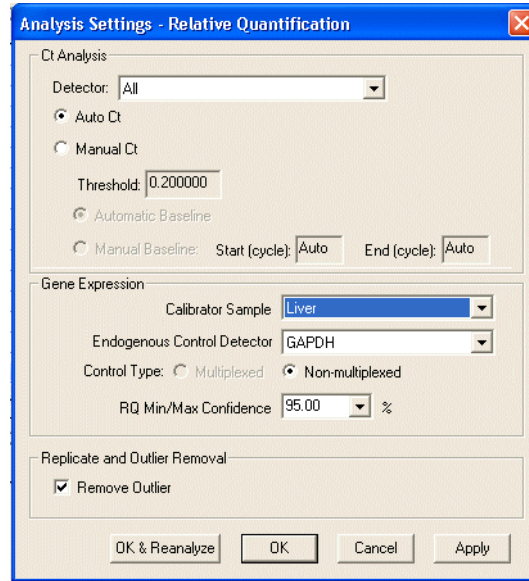 Analysis Settings - Relative Quantification
Ct Analysis
Detector: All
Auto Ct
Manual Ct
Threshold: 0.200000
Automatic Baseline
Manual Baseline: Start (cycle): Auto End (cycle): Auto
Gene Expression
Calibrator Sample Liver
Endogenous Control Detector GAPDH
Control Type: Multiplexed Non-multiplexed
RQ Min/Max Confidence 95.00 %
Replicate and Outlier Removal
Remove Outlier
OK & Reanalyze OK Cancel Apply